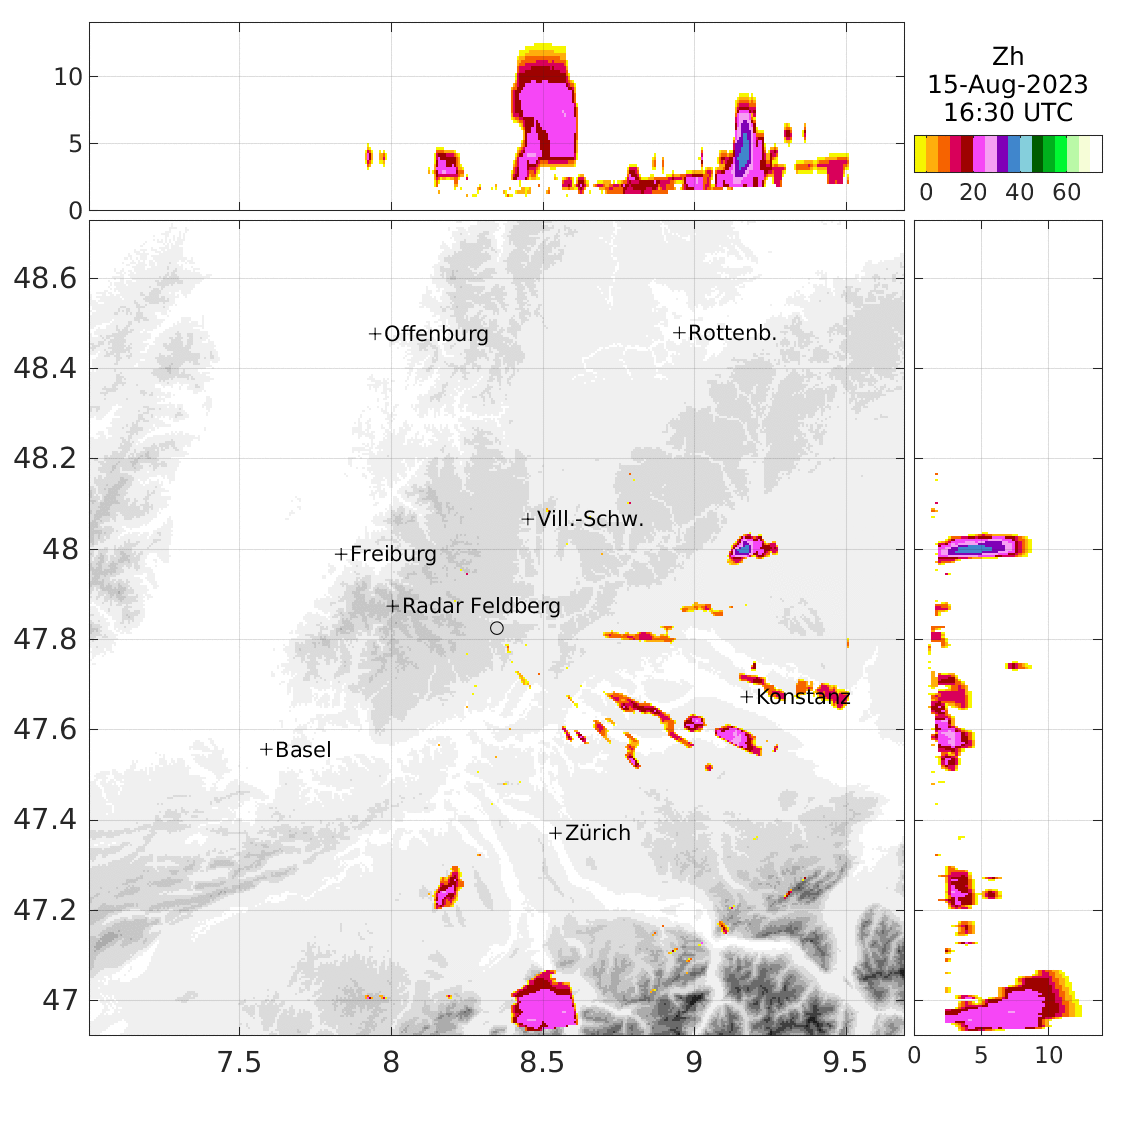 10
5
0
Zh
15-Aug-2023
16:30 UTC
0 20 40 60
48.6
48.4
48.2
48
47.8
47.6
47.4
47.2
47
+Offenburg
+Rottenb.
+Vill.-Schw.
+Freiburg
+Radar Feldberg
+Konstanz
+Basel
+Zürich
7.5 8 8.5 9 9.5
0 5 10